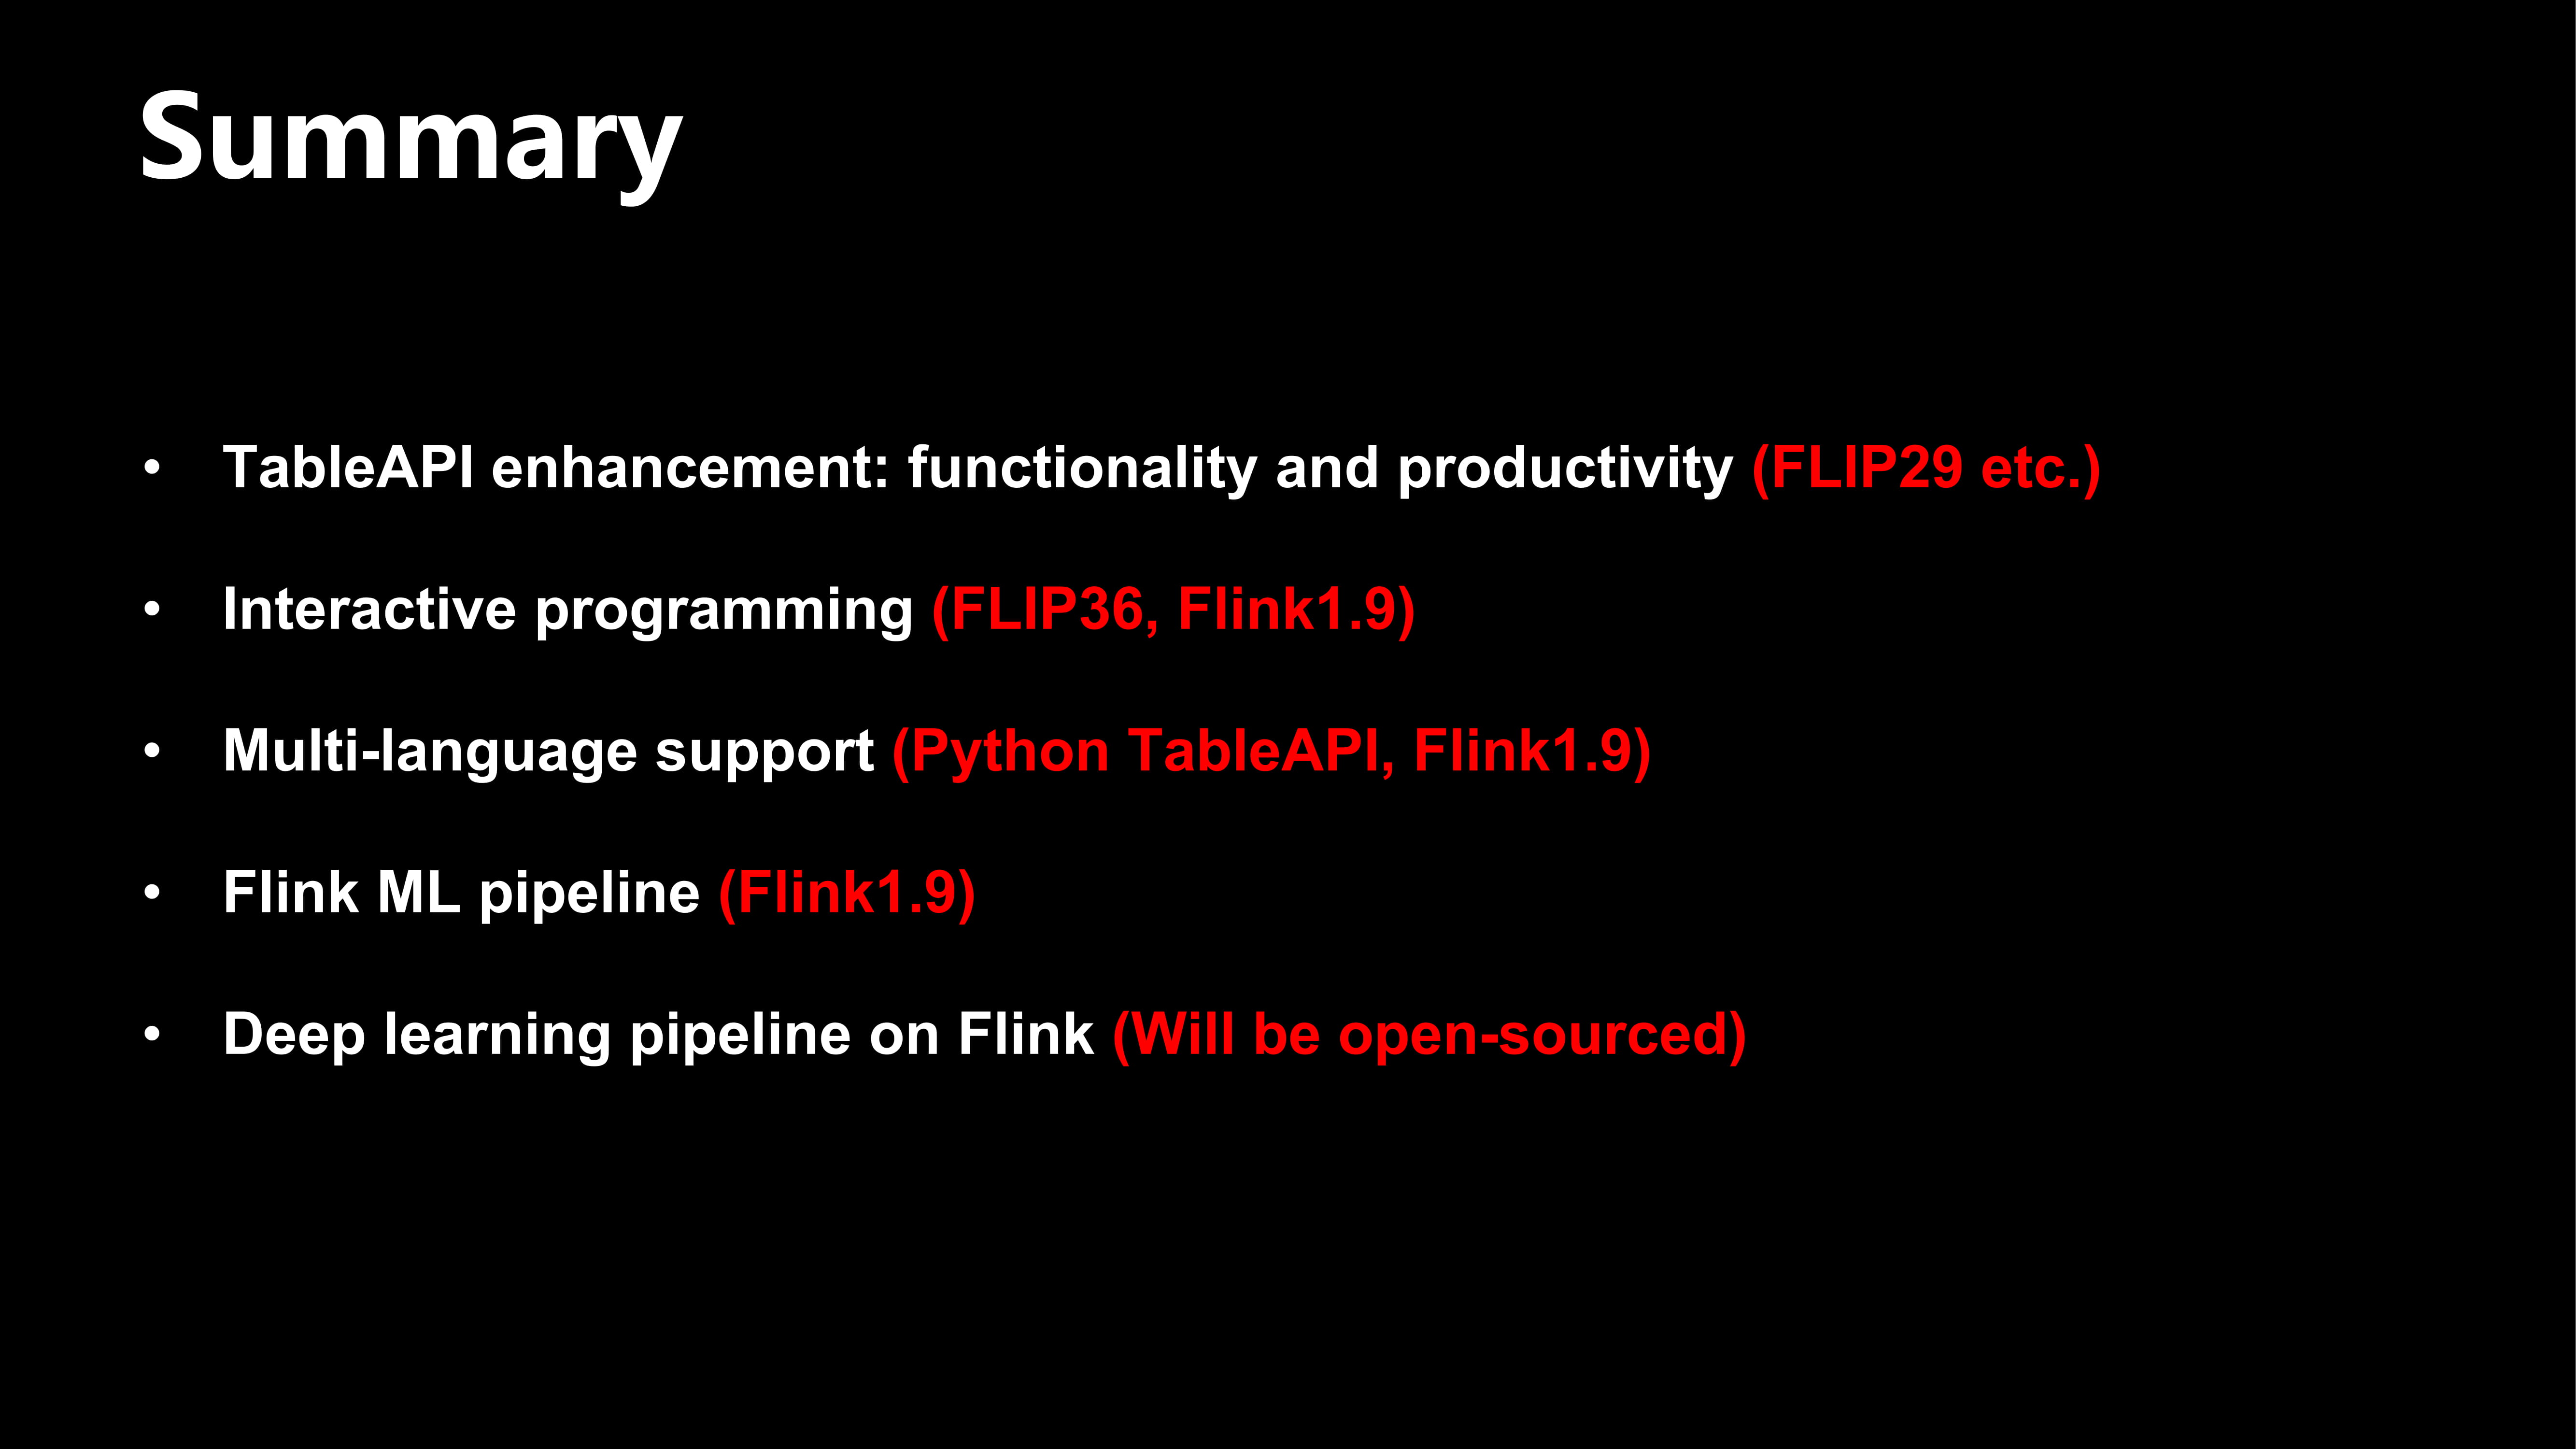 Summary
• TableAPI enhancement: functionality and productivity (FLIP29 etc.)
• Interactive programming (FLIP36, Flink1.9)
• Multi-language support (Python TableAPI, Flink1.9)
• Flink ML pipeline (Flink1.9)
• Deep learning pipeline on Flink (Will be open-sourced)